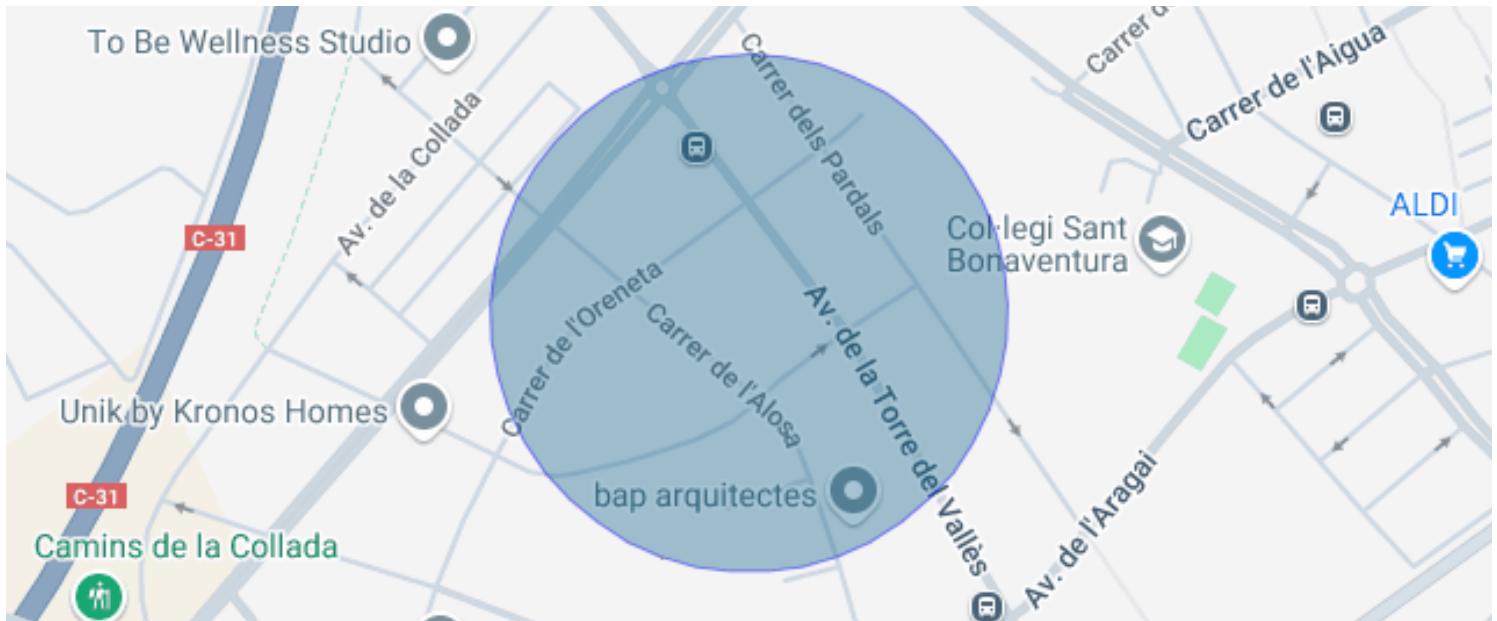 To Be Wellness Studio
Av. de la Collada
C-31
Carrer dels Pardals
Carrer de l'Aigua
ALDI
Col·legi Sant
Bonaventura
Carrer de l'Oreneta
Carrer de l'Alosa
Av. de la Torre del Vallès
Unik by Kronos Homes
C-31
bap arquitectes
Av. de l'Aragai
Camins de la Collada